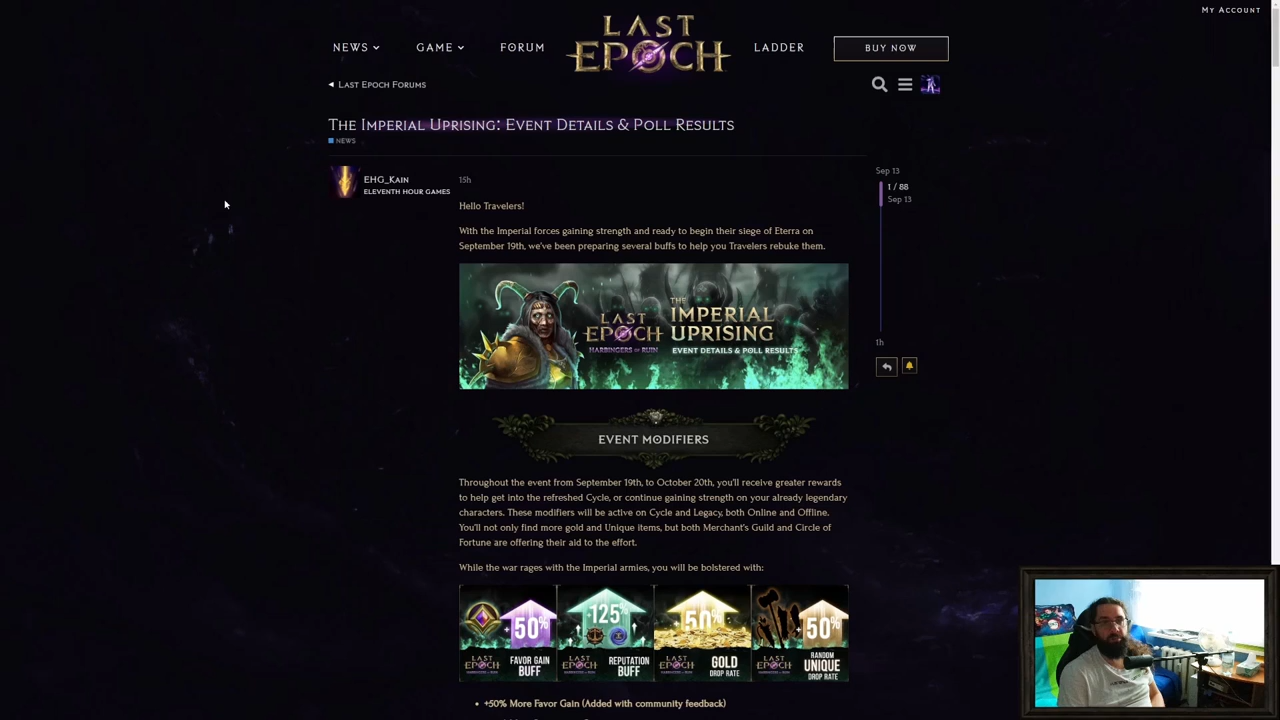 My Account
NEWS
GAME
FORUM
LAST EPOCH
LADDER
BUY NOW
Last Epoch Forums
The Imperial Uprising: Event Details & Poll Results
NEWS
EHG_Kain
Eleventh Hour Games
15h
Sep 13
1 / 88
Sep 13
1h
Hello Travelers!
With the Imperial forces gaining strength and ready to begin their siege of Eterra on
September 19th, we've been preparing several buffs to help you Travelers rebuke them.
LAST EPOCH
HARBINGERS OF RUIN
THE
IMPERIAL
UPRISING
EVENT DETAILS & POLL RESULTS
EVENT MODIFIERS
Throughout the event from September 19th, to October 20th, you'll receive greater rewards
to help get into the refreshed Cycle, or continue gaining strength on your already legendary
characters. These modifiers will be active on Cycle and Legacy, both Online and Offline.
You'll not only find more gold and Unique items, but both Merchant's Guild and Circle of
Fortune are offering their aid to the effort.
While the war rages with the Imperial armies, you will be bolstered with:
+50%
LAST EPOCH
FAVOR GAIN
BUFF
+125%
LAST EPOCH
REPUTATION
BUFF
+50%
LAST EPOCH
GOLD
DROP RATE
+50%
LAST EPOCH
RANDOM
UNIQUE
DROP RATE
+50% More Favor Gain (Added with community feedback)